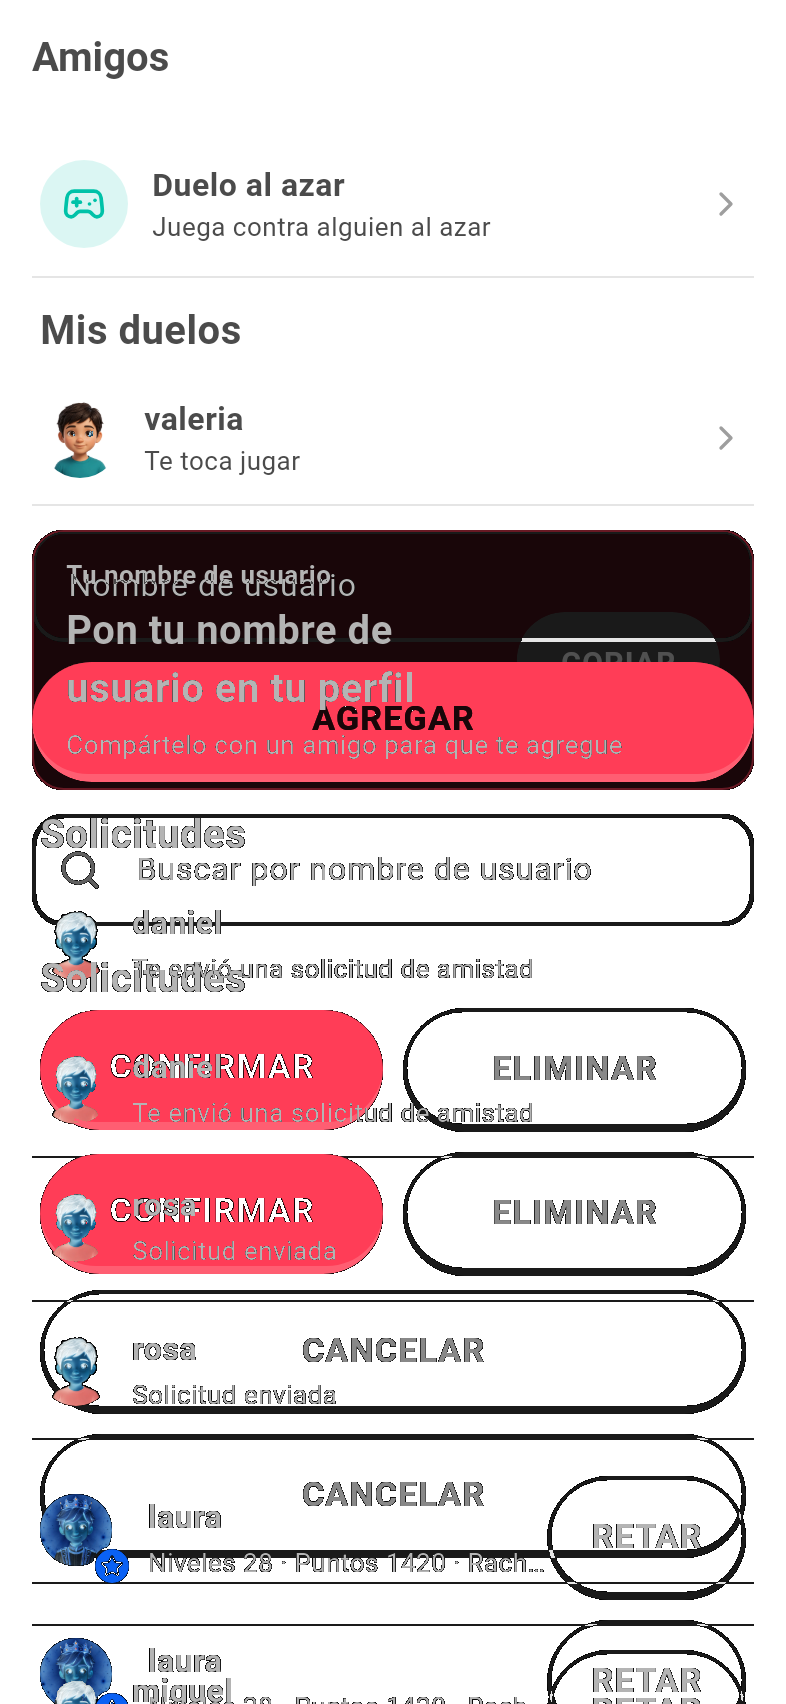 Amigos
Duelo al azar
Juega contra alguien al azar
Mis duelos
valeria
Te toca jugar
Tu nombre de usuario
Nombre de usuario
Pon tu nombre de
COPIAR
usuario en tu perfil
AGREGAR
Compártelo con un amigo para que te agregue
Solicitudes
Buscar por nombre de usuario
daniel
Te envió una solicitud de amistad
Solicitudes
CONFIRMAR
ELIMINAR
daniel
Te envió una solicitud de amistad
CONFIRMAR
ELIMINAR
rosa
Solicitud enviada
rosa
CANCELAR
Solicitud enviada
CANCELAR
laura
RETAR
Niveles 28 · Puntos 1420 · Rach...
laura
RETAR
miguel